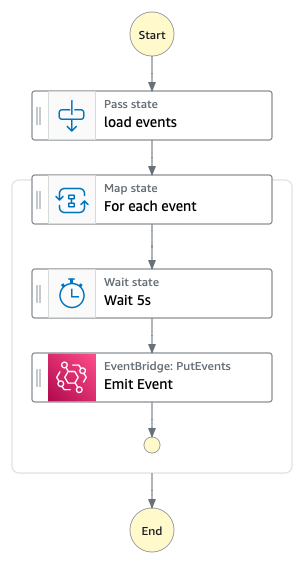 Start
Pass state
load events
Map state
For each event
Wait state
Wait 5s
EventBridge: PutEvents
Emit Event
End